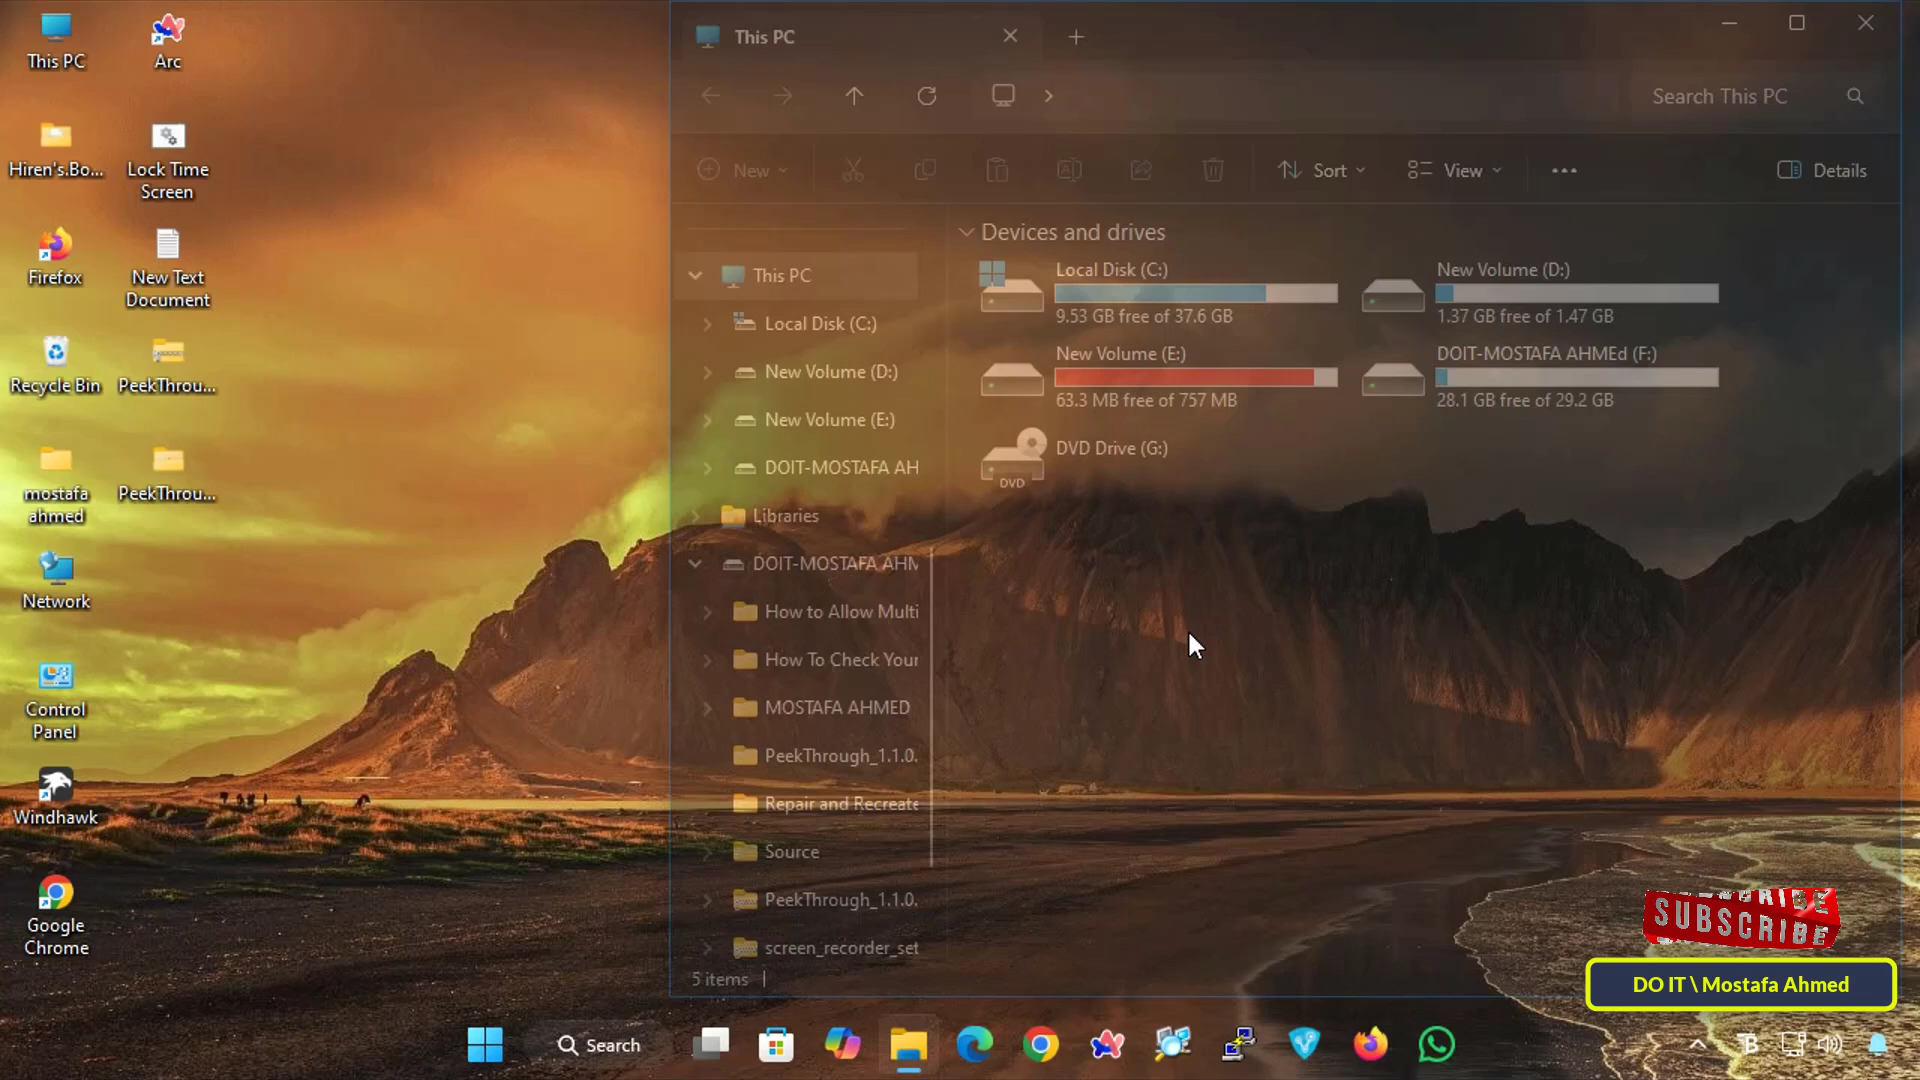 This PC
Arc
Hiren's.Bo...
Lock Time
Screen
Firefox
New Text
Document
Recycle Bin
PeekThrou...
mostafa
ahmed
PeekThrou...
Network
Control
Panel
Windhawk
Google
Chrome
This PC
Search This PC
New
Sort
View
Details
This PC
Local Disk (C:)
New Volume (D:)
New Volume (E:)
DOIT-MOSTAFA AH
Libraries
DOIT-MOSTAFA AHM
How to Allow Multi
How To Check Your
MOSTAFA AHMED
PeekThrough_1.1.0.
Repair and Recreate
Source
PeekThrough_1.1.0.
screen_recorder_set
5 items
Devices and drives
Local Disk (C:)
9.53 GB free of 37.6 GB
New Volume (D:)
1.37 GB free of 1.47 GB
New Volume (E:)
63.3 MB free of 757 MB
DOIT-MOSTAFA AHMEd (F:)
28.1 GB free of 29.2 GB
DVD Drive (G:)
DVD
SUBSCRIBE
SUBSCRIBE
DO IT \ Mostafa Ahmed
Search